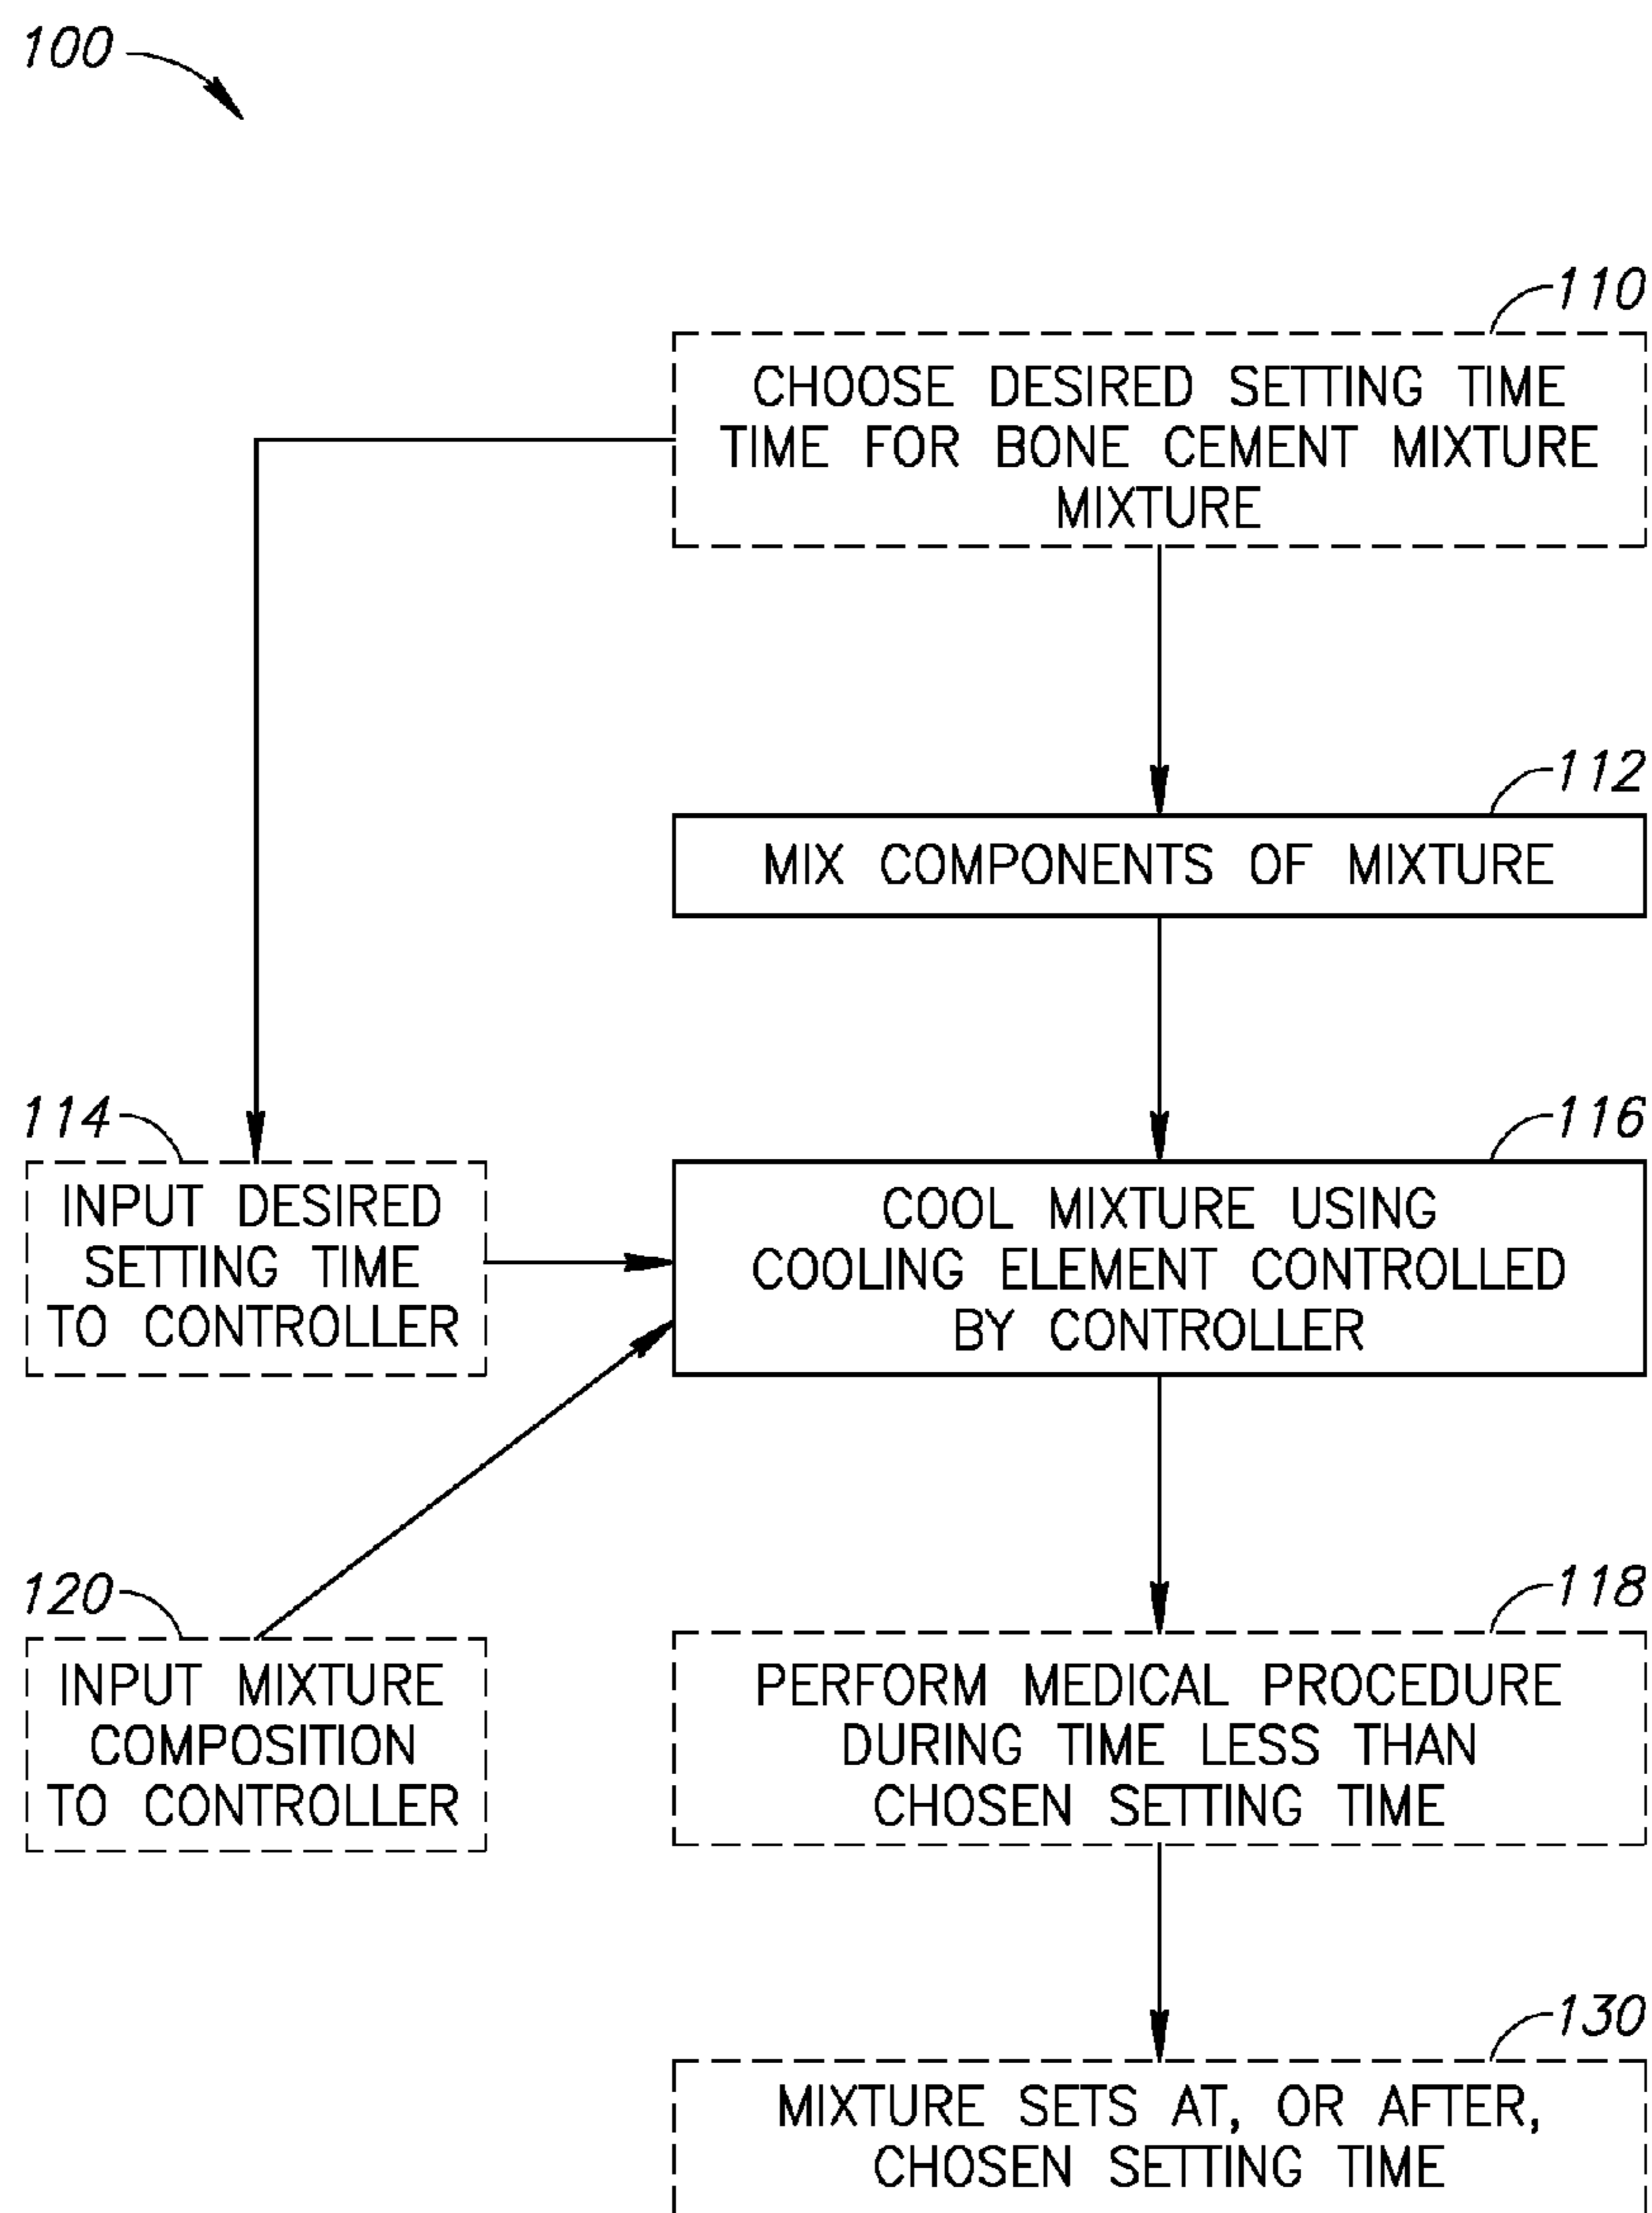 100
110
CHOOSE DESIRED SETTING TIME
TIME FOR BONE CEMENT MIXTURE
MIXTURE
112
MIX COMPONENTS OF MIXTURE
114
INPUT DESIRED
SETTING TIME
TO CONTROLLER
116
COOL MIXTURE USING
COOLING ELEMENT CONTROLLED
BY CONTROLLER
120
INPUT MIXTURE
COMPOSITION
TO CONTROLLER
118
PERFORM MEDICAL PROCEDURE
DURING TIME LESS THAN
CHOSEN SETTING TIME
130
MIXTURE SETS AT, OR AFTER,
CHOSEN SETTING TIME